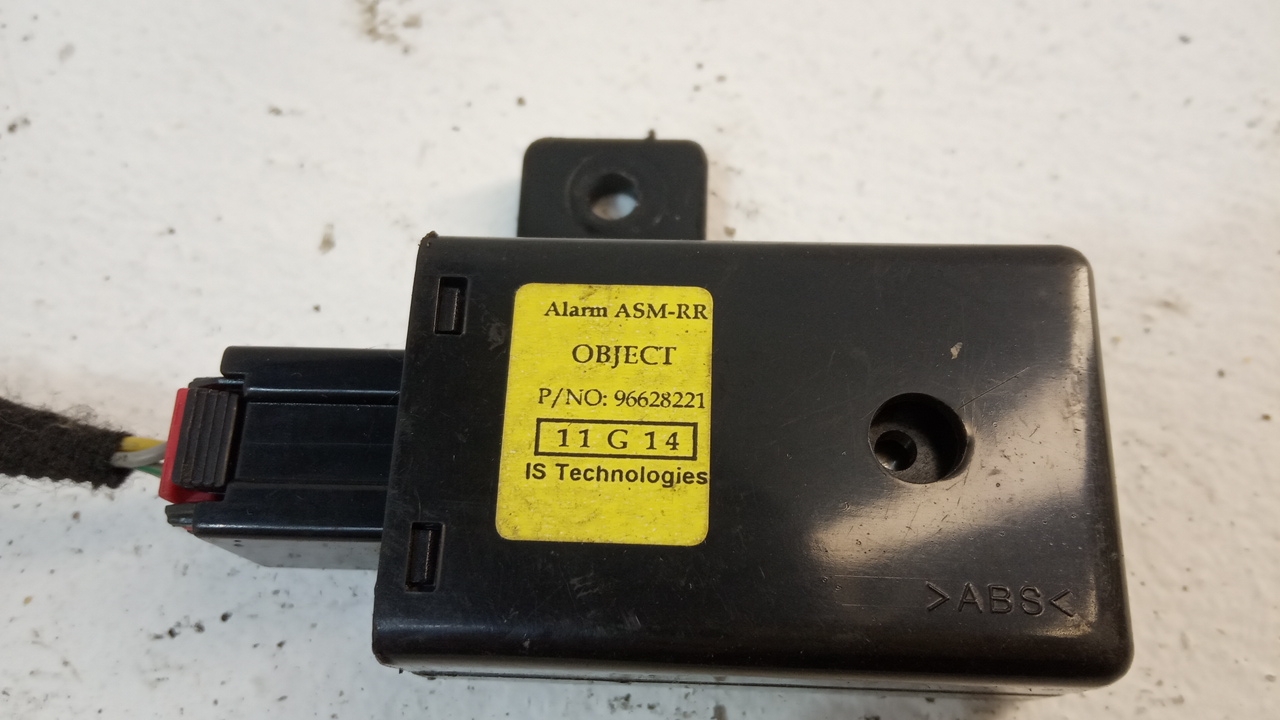 Alarm ASM-RR
OBJECT
P/NO: 96628221
11 G 14
IS Technologies
>ABS<